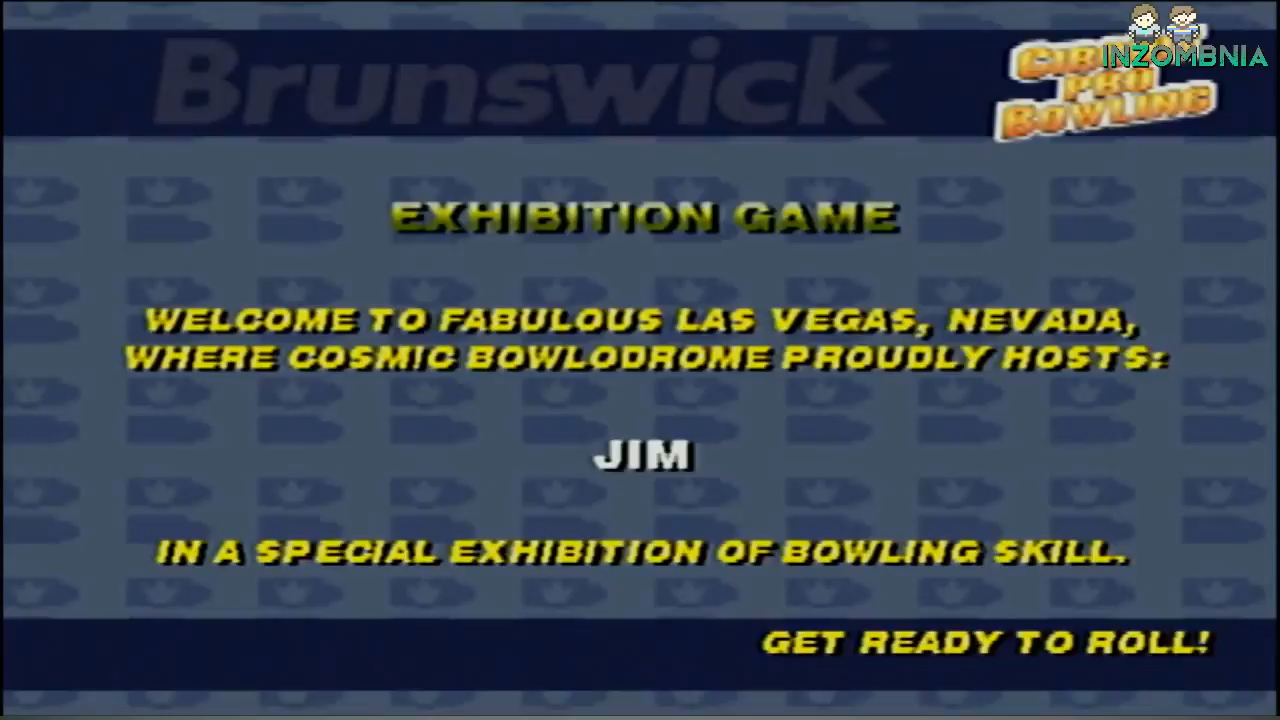 Brunswick
INZOMBNIA
PRO
BOWLING
EXHIBITION GAME
WELCOME TO FABULOUS LAS VEGAS, NEVADA,
WHERE COSMIC BOWLODROME PROUDLY HOSTS:
JIM
IN A SPECIAL EXHIBITION OF BOWLING SKILL.
GET READY TO ROLL!